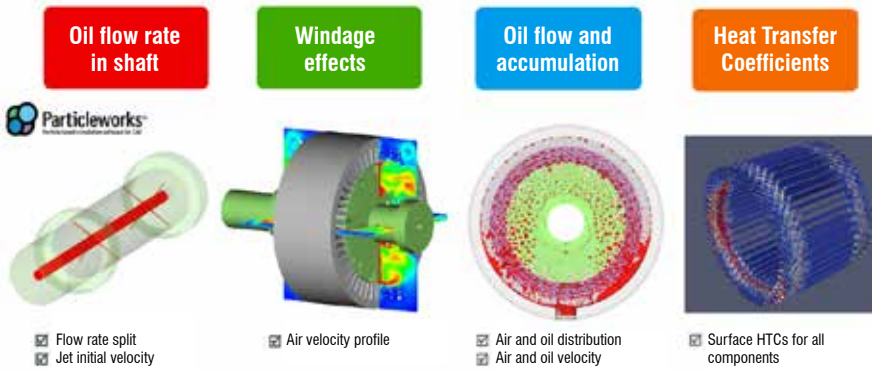 Oil flow rate
in shaft
Windage
effects
Oil flow and
accumulation
Heat Transfer
Coefficients
Particleworks
Flow rate split
Jet initial velocity
Air velocity profile
Air and oil distribution
Air and oil velocity
Surface HTCs for all
components